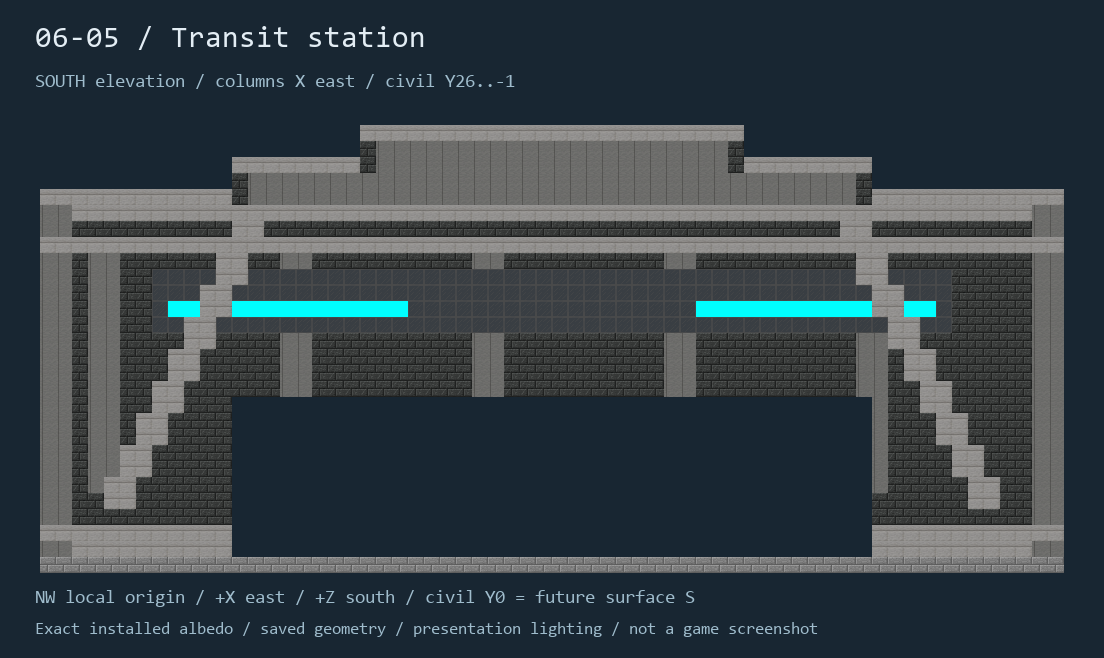 06-05 / Transit station
SOUTH elevation / columns X east / civil Y26..-1
NW local origin / +X east / +Z south / civil Y0 = future surface S
Exact installed albedo / saved geometry / presentation lighting / not a game screenshot